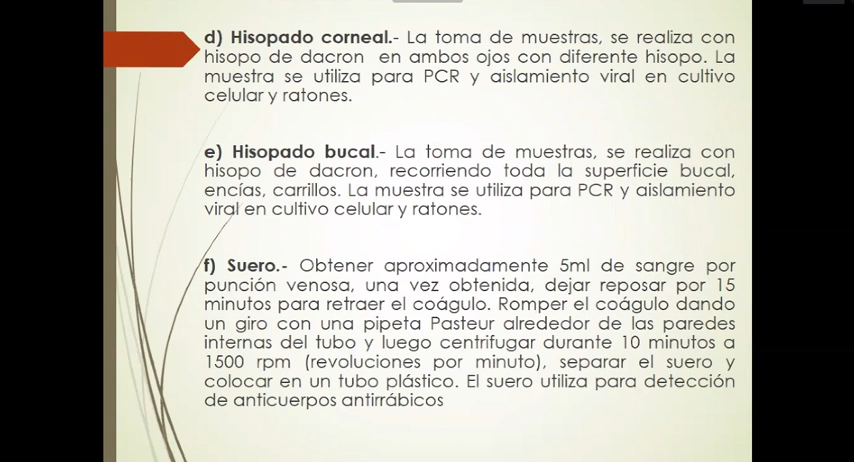 d) Hisopado corneal.- La toma de muestras, se realiza con
hisopo de dacron en ambos ojos con diferente hisopo. La
muestra se utiliza para PCR y aislamiento viral en cultivo
celular y ratones.
e) Hisopado bucal.- La toma de muestras, se realiza con
hisopo de dacron, recorriendo toda la superficie bucal,
encías, carrillos. La muestra se utiliza para PCR y aislamiento
viral en cultivo celular y ratones.
f) Suero.- Obtener aproximadamente 5ml de sangre por
punción venosa, una vez obtenida, dejar reposar por 15
minutos para retraer el coágulo. Romper el coágulo dando
un giro con una pipeta Pasteur alrededor de las paredes
internas del tubo y luego centrifugar durante 10 minutos a
1500 rpm (revoluciones por minuto), separar el suero y
colocar en un tubo plástico. El suero utiliza para detección
de anticuerpos antirrábicos